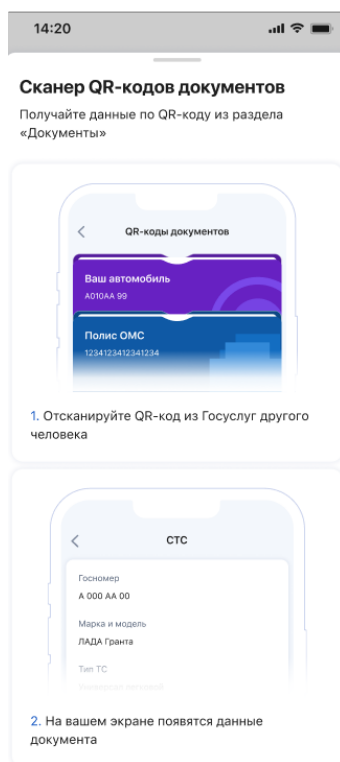 14:20
Сканер QR-кодов документов
Получайте данные по QR-коду из раздела
«Документы»
QR-коды документов
Ваш автомобиль
А010АА 99
Полис ОМС
1234123412341234
1. Отсканируйте QR-код из Госуслуг другого
человека
СТС
Госномер
А 000 АА 00
Марка и модель
ЛАДА Гранта
Тип ТС
Универсал легковой
2. На вашем экране появятся данные
документа